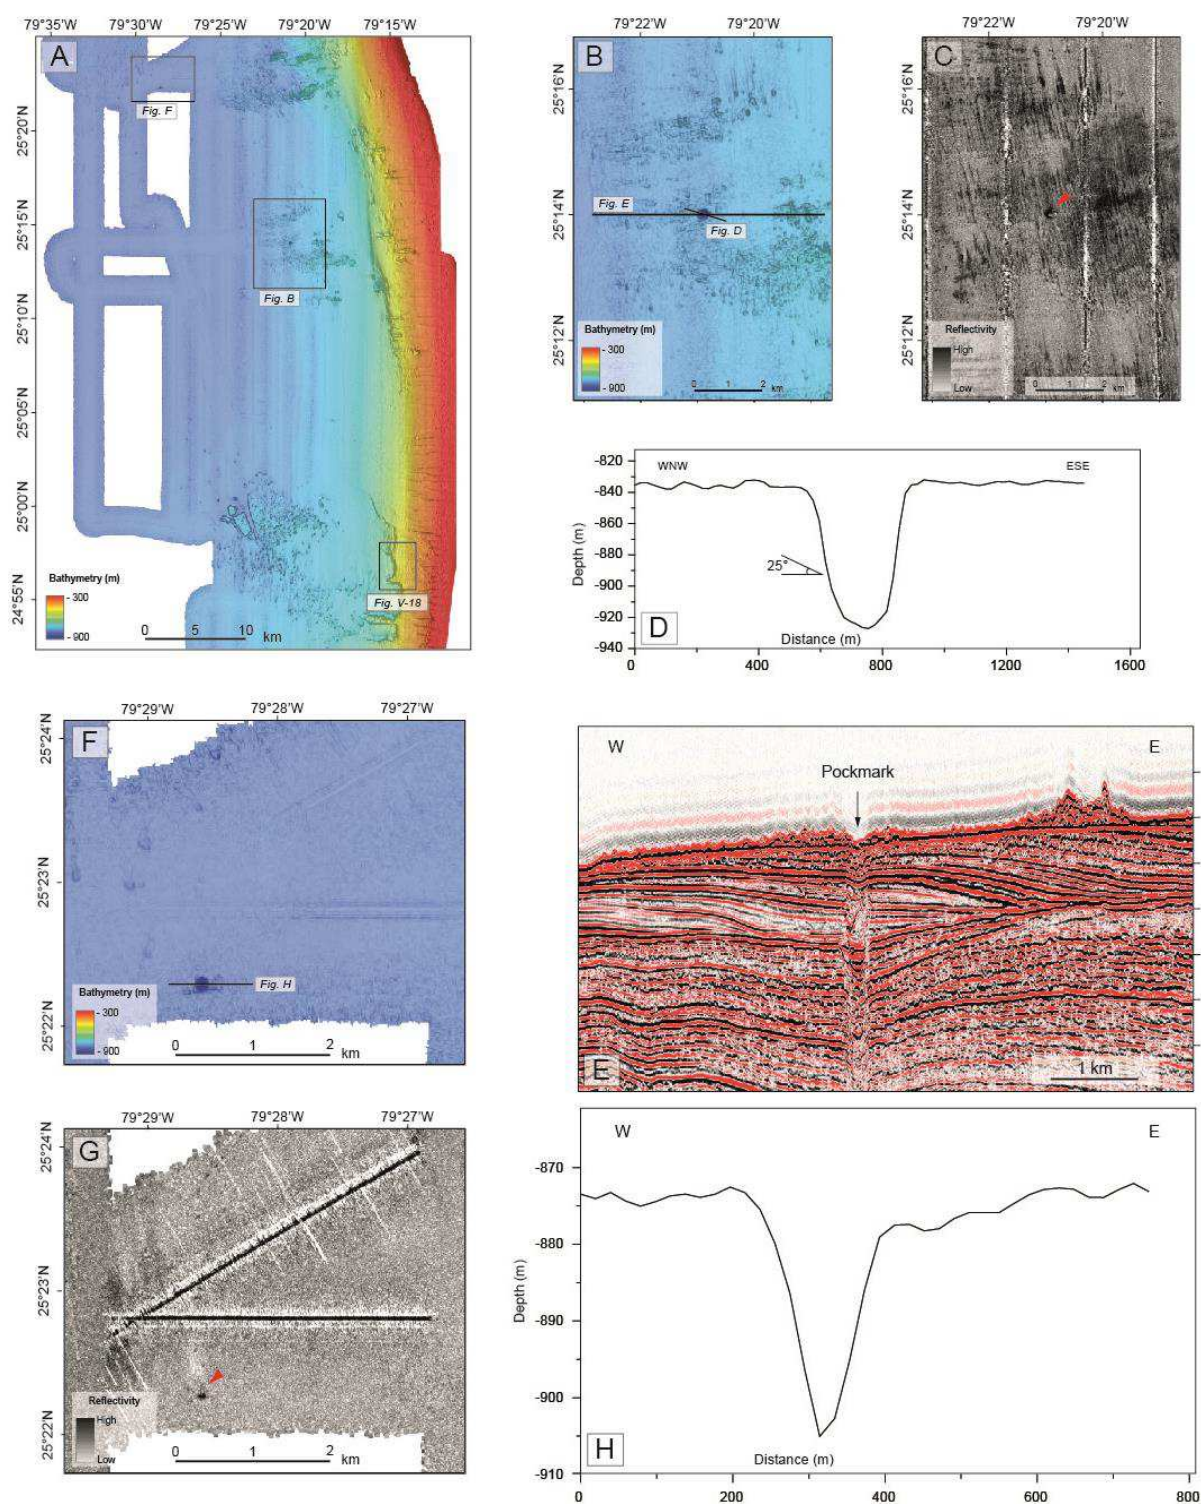 79°35'W 79°30'W 79°25'W 79°20'W 79°15'W
A
Fig. F
Fig. B
Fig. V-18
25°20'N
25°15'N
25°10'N
25°05'N
25°00'N
24°55'N
Bathymetry (m)
- 300
- 900
0 5 10
km
79°22'W 79°20'W
B
25°16'N
25°14'N
25°12'N
Fig. E
Fig. D
Bathymetry (m)
- 300
- 900
0 1 2
km
79°22'W 79°20'W
C
25°16'N
25°14'N
25°12'N
Reflectivity
High
Low
0 1 2
km
-820
-840
-860
-880
-900
-920
-940
Depth (m)
WNW ESE
25°
D
Distance (m)
0 400 800 1200 1600
79°29'W 79°28'W 79°27'W
F
25°24'N
25°23'N
25°22'N
Fig. H
Bathymetry (m)
- 300
- 900
0 1 2
km
W E
Pockmark
E
1 km
79°29'W 79°28'W 79°27'W
G
25°24'N
25°23'N
25°22'N
Reflectivity
High
Low
0 1 2
km
W E
-870
-880
-890
-900
-910
Depth (m)
H
Distance (m)
0 200 400 600 800